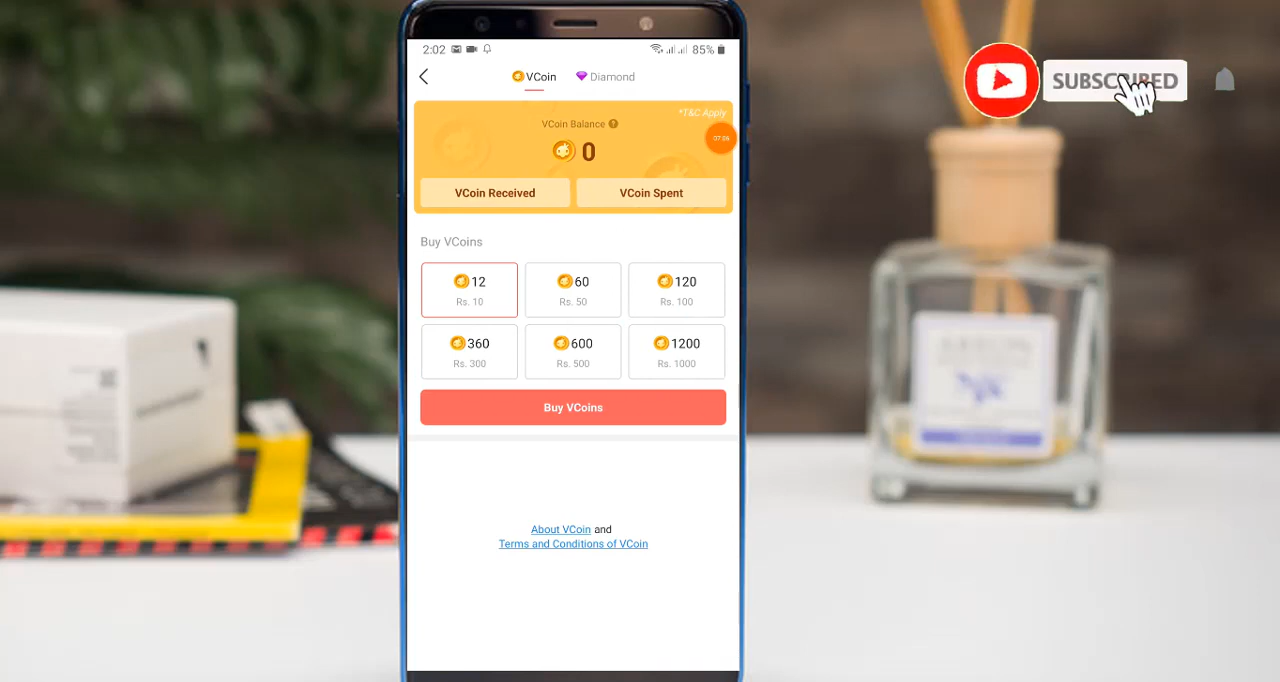 SUBSCRIBED
2:02
85%
VCoin
Diamond
*T&C Apply
VCoin Balance
07:06
0
VCoin Received
VCoin Spent
Buy VCoins
12
60
120
Rs. 10
Rs. 50
Rs. 100
360
600
1200
Rs. 300
Rs. 500
Rs. 1000
Buy VCoins
About VCoin and
Terms and Conditions of VCoin